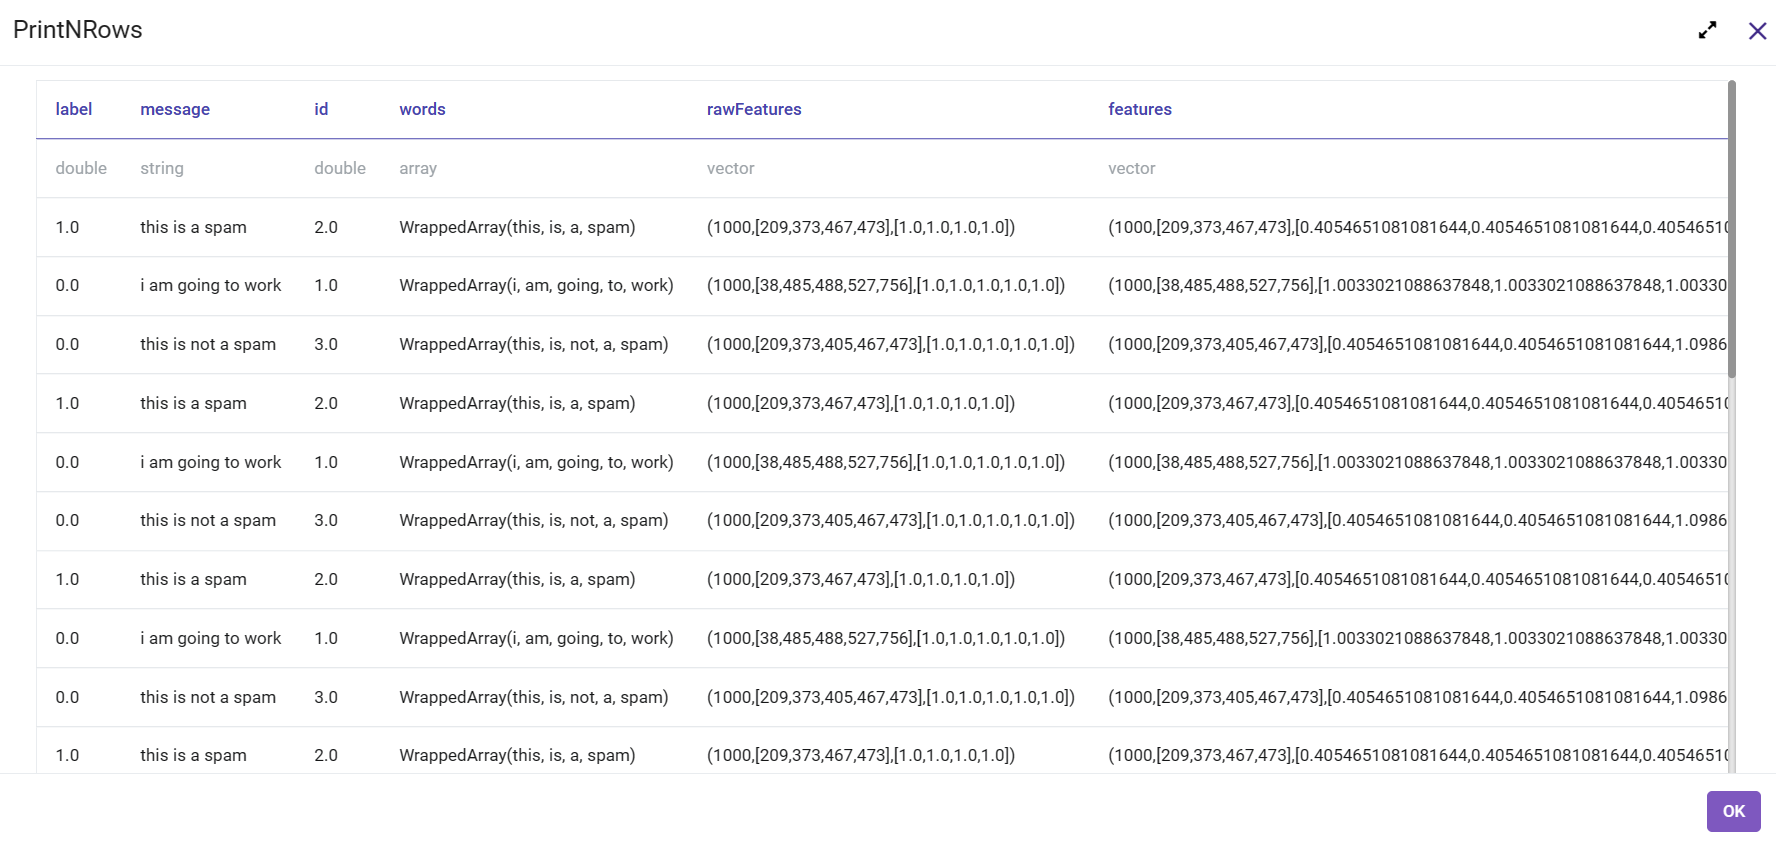 PrintNRows
label message id words rawFeatures features
double string double array vector vector
1.0 this is a spam 2.0 WrappedArray(this, is, a, spam) (1000,[209,373,467,473],[1.0,1.0,1.0,1.0]) (1000,[209,373,467,473],[0.4054651081081644,0.4054651081081644,0.4054651
0.0 i am going to work 1.0 WrappedArray(i, am, going, to, work) (1000,[38,485,488,527,756],[1.0,1.0,1.0,1.0,1.0]) (1000,[38,485,488,527,756],[1.0033021088637848,1.0033021088637848,1.00330
0.0 this is not a spam 3.0 WrappedArray(this, is, not, a, spam) (1000,[209,373,405,467,473],[1.0,1.0,1.0,1.0,1.0]) (1000,[209,373,405,467,473],[0.4054651081081644,0.4054651081081644,1.0986
1.0 this is a spam 2.0 WrappedArray(this, is, a, spam) (1000,[209,373,467,473],[1.0,1.0,1.0,1.0]) (1000,[209,373,467,473],[0.4054651081081644,0.4054651081081644,0.4054651
0.0 i am going to work 1.0 WrappedArray(i, am, going, to, work) (1000,[38,485,488,527,756],[1.0,1.0,1.0,1.0,1.0]) (1000,[38,485,488,527,756],[1.0033021088637848,1.0033021088637848,1.00330
0.0 this is not a spam 3.0 WrappedArray(this, is, not, a, spam) (1000,[209,373,405,467,473],[1.0,1.0,1.0,1.0,1.0]) (1000,[209,373,405,467,473],[0.4054651081081644,0.4054651081081644,1.0986
1.0 this is a spam 2.0 WrappedArray(this, is, a, spam) (1000,[209,373,467,473],[1.0,1.0,1.0,1.0]) (1000,[209,373,467,473],[0.4054651081081644,0.4054651081081644,0.4054651
0.0 i am going to work 1.0 WrappedArray(i, am, going, to, work) (1000,[38,485,488,527,756],[1.0,1.0,1.0,1.0,1.0]) (1000,[38,485,488,527,756],[1.0033021088637848,1.0033021088637848,1.00330
0.0 this is not a spam 3.0 WrappedArray(this, is, not, a, spam) (1000,[209,373,405,467,473],[1.0,1.0,1.0,1.0,1.0]) (1000,[209,373,405,467,473],[0.4054651081081644,0.4054651081081644,1.0986
1.0 this is a spam 2.0 WrappedArray(this, is, a, spam) (1000,[209,373,467,473],[1.0,1.0,1.0,1.0]) (1000,[209,373,467,473],[0.4054651081081644,0.4054651081081644,0.4054651
OK